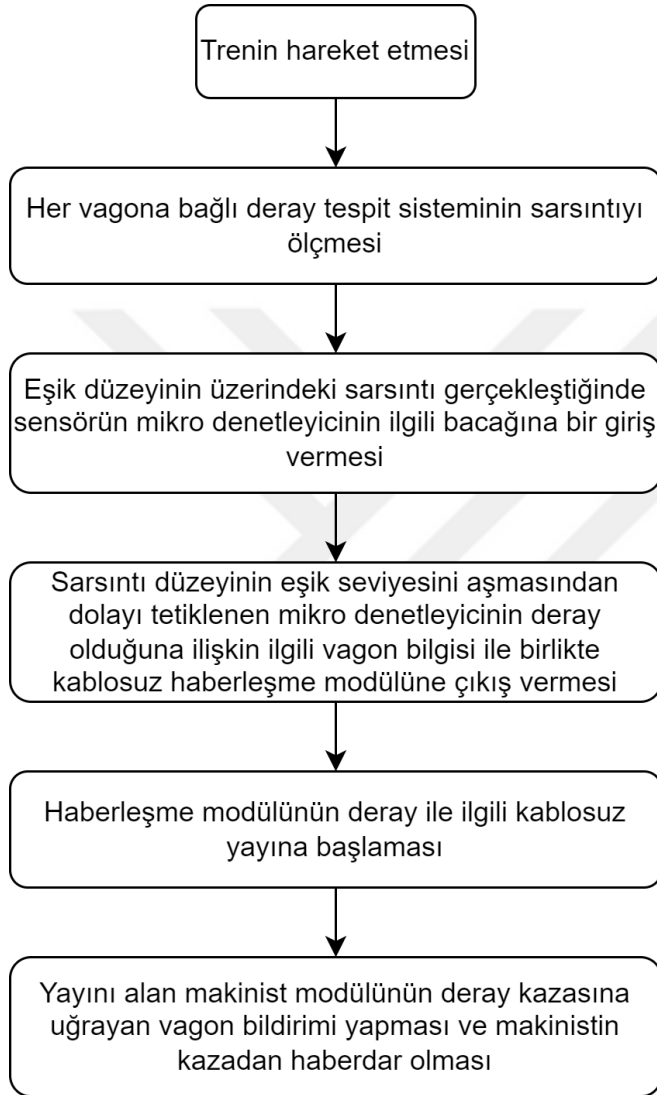 Trenin hareket etmesi
Her vagona bağlı deray tespit sisteminin sarsıntıyı
ölçmesi
Eşik düzeyinin üzerindeki sarsıntı gerçekleştiğinde
sensörün mikro denetleyicinin ilgili bacağına bir giriş
vermesi
Sarsıntı düzeyinin eşik seviyesini aşmasından
dolayı tetiklenen mikro denetleyicinin deray
olduğuna ilişkin ilgili vagon bilgisi ile birlikte
kablosuz haberleşme modülüne çıkış vermesi
Haberleşme modülünün deray ile ilgili kablosuz
yayına başlaması
Yayını alan makinist modülünün deray kazasına
uğrayan vagon bildirimi yapması ve makinistin
kazadan haberdar olması